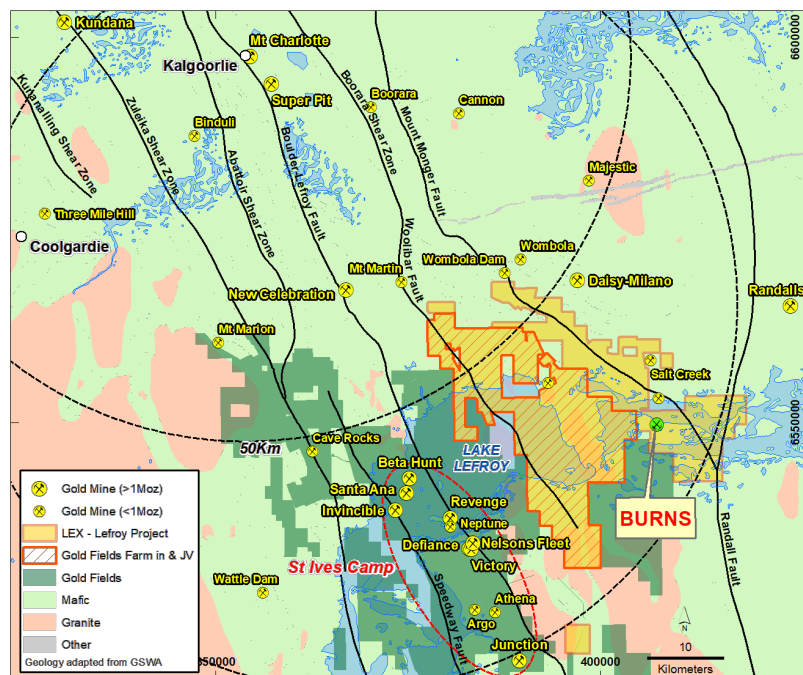 Kundana
Mt Charlotte
Kalgoorlie
6600000
Super Pit
Boorara
Cannon
Kunanalling Shear Zone
Zuleika Shear Zone
Binduli
Abattoir Shear Zone
Boulder-Lefroy Fault
Boorara Shear Zone
Mount Monger Fault
Majestic
Three Mile Hill
Coolgardie
Woolibar Fault
Wombola
Wombola Dam
Mt Martin
Daisy-Milano
New Celebration
Randalls
Mt Marion
Salt Creek
6550000
50Km
Cave Rocks
LAKE
LEFROY
Beta Hunt
Santa Ana
Invincible
Revenge
Neptune
BURNS
Defiance
Nelsons Fleet
Victory
St Ives Camp
Speedway Fault
Randall Fault
Wattle Dam
Athena
Argo
Junction
N
10
Kilometers
350000
400000
Gold Mine (>1Moz)
Gold Mine (<1Moz)
LEX - Lefroy Project
Gold Fields Farm in & JV
Gold Fields
Mafic
Granite
Other
Geology adapted from GSWA